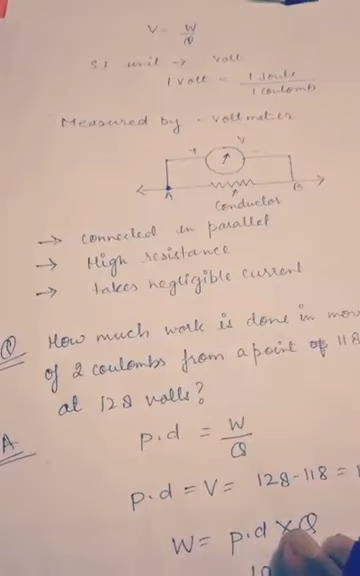 V = W/Q
SI unit → volt
1 volt = 1 Joule/1 coulomb
Measured by - voltmeter
+ V -
A B
Conductor
→ connected in parallel
→ High resistance
→ takes negligible current
Q How much work is done in
of 2 coulombs from a point of 118
at 128 volts?
A p.d = W/Q
p.d = V = 128-118 =
W = p.d × Q